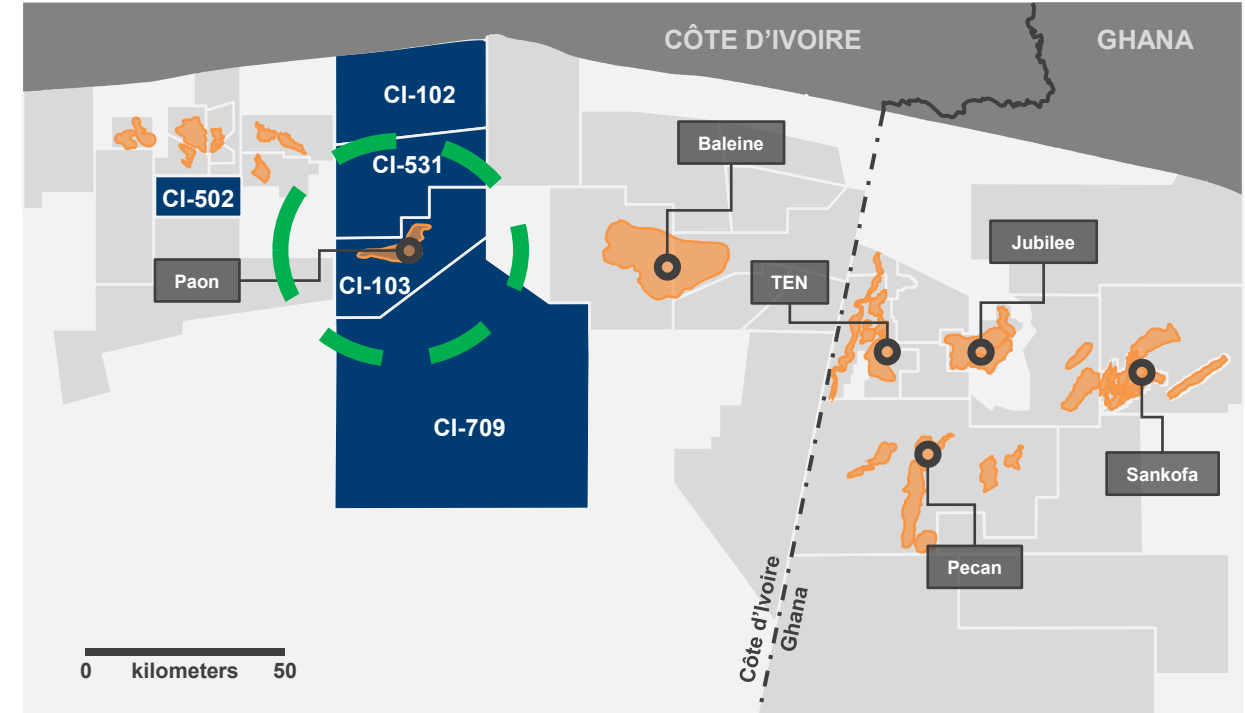 CÔTE D'IVOIRE
GHANA
CI-102
Baleine
CI-531
CI-502
Jubilee
Paon
CI-103
TEN
CI-709
Sankofa
Pecan
Côte d'Ivoire
Ghana
0 kilometers 50